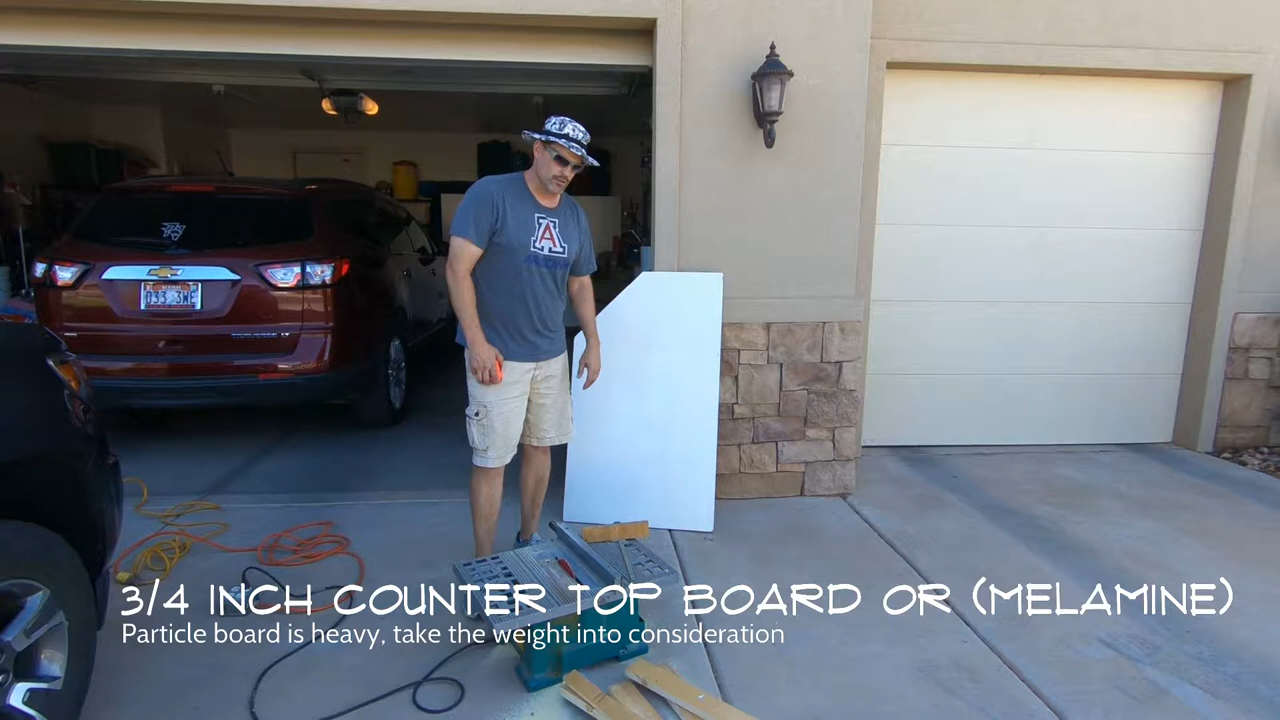 A
3/4 INCH COUNTER TOP BOARD OR (MELAMINE)
Particle board is heavy, take the weight into consideration